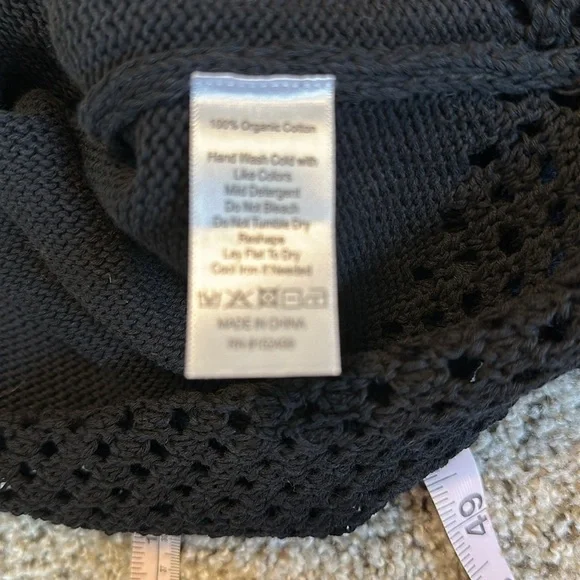 100% Organic Cotton
Hand Wash Cold with
Like Colors
Mild Detergent
Do Not Bleach
Do Not Tumble Dry
Reshape
Lay Flat To Dry
Cool Iron If Needed
MADE IN CHINA
49